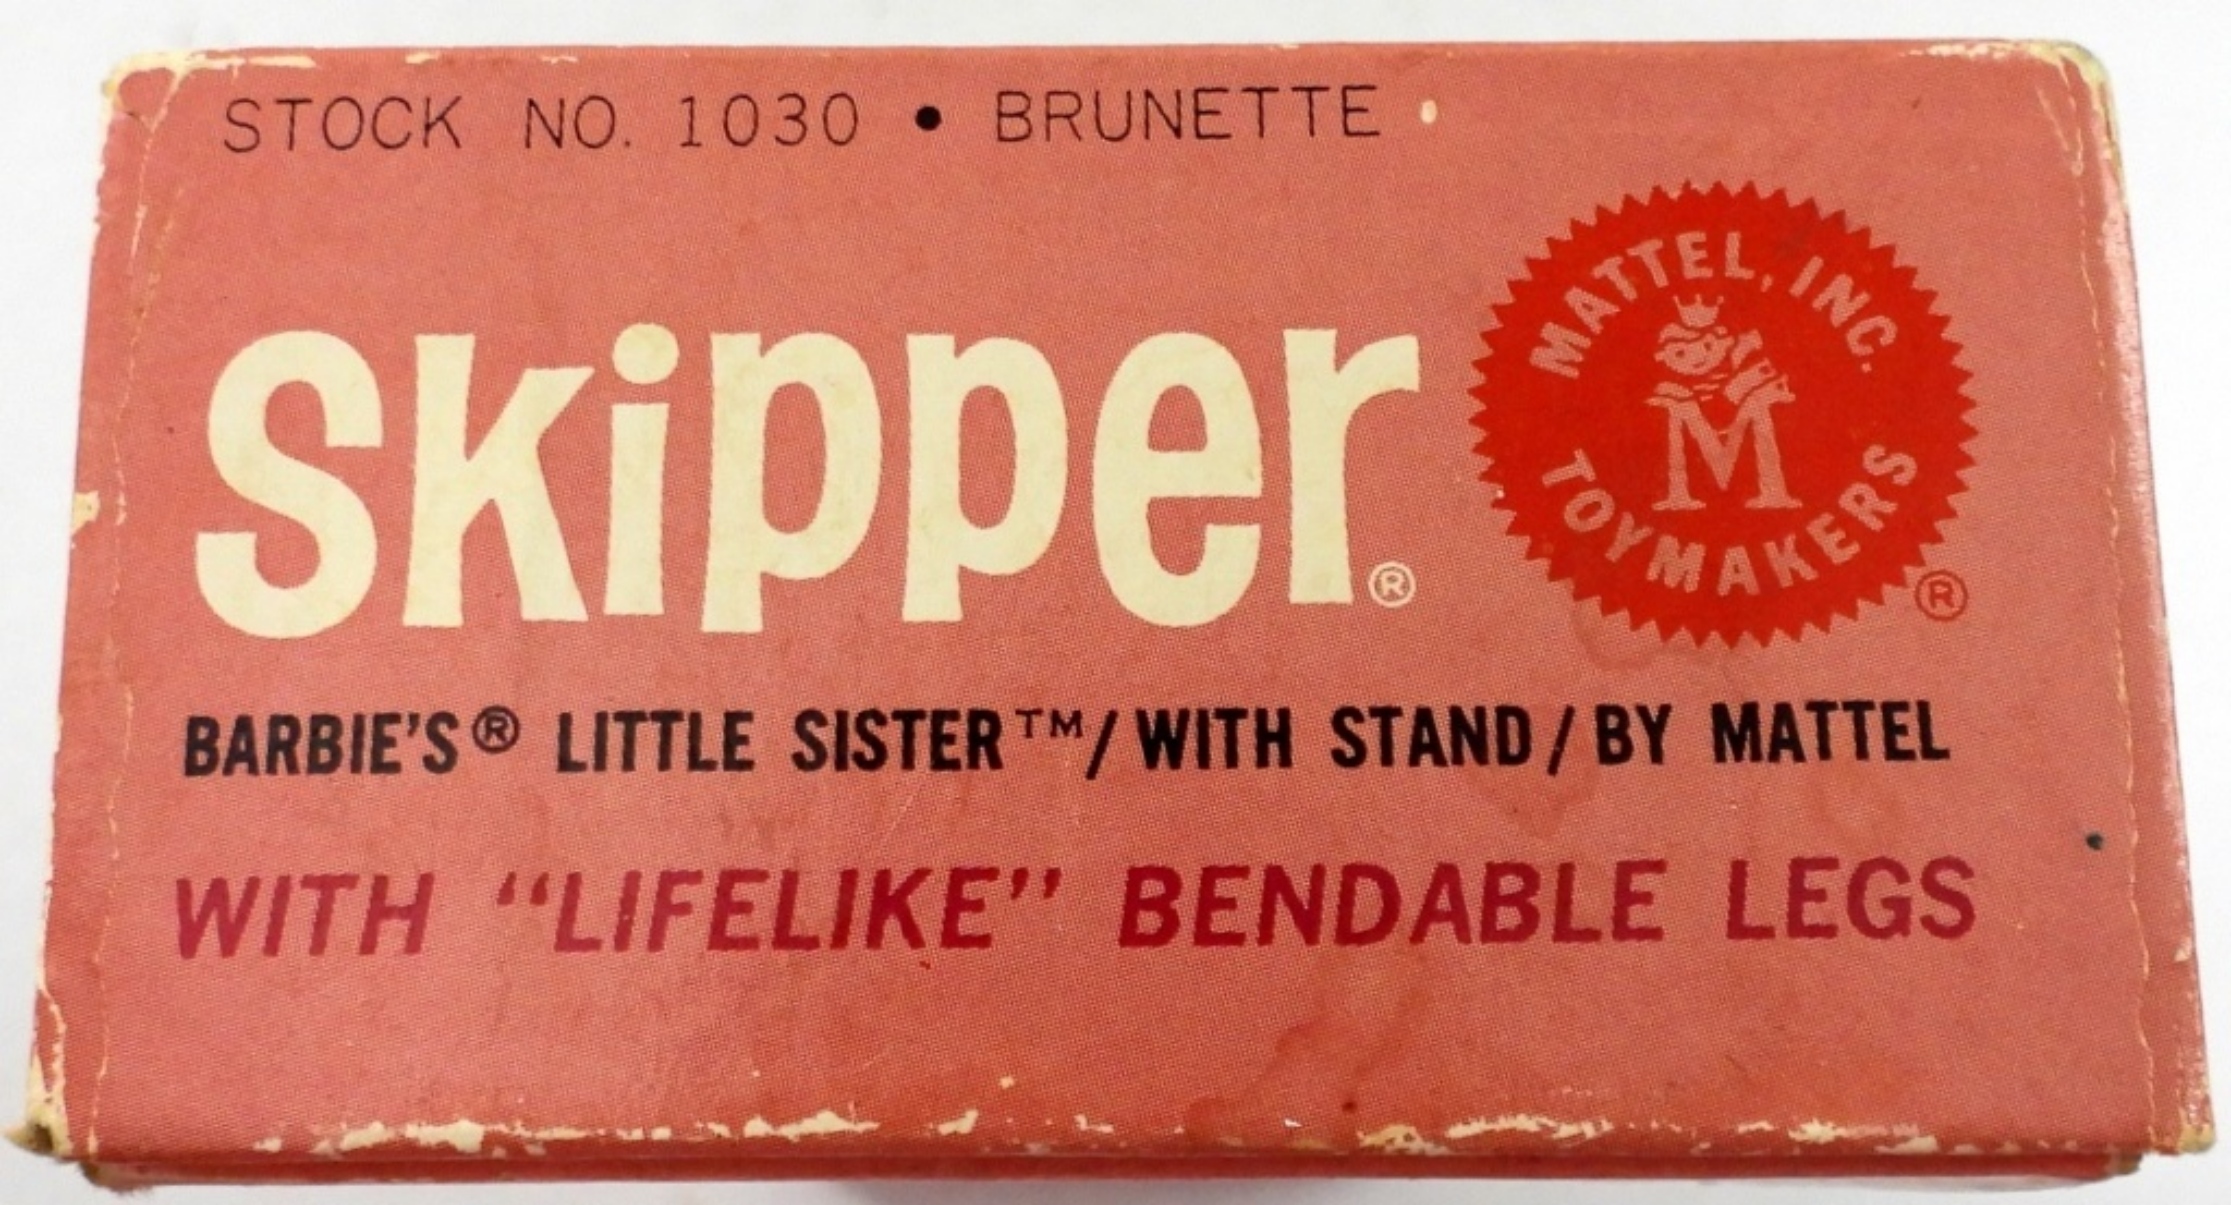 STOCK NO. 1030 • BRUNETTE
Skipper®
MATTEL, INC.
M
TOYMAKERS
®
BARBIE'S® LITTLE SISTER™/WITH STAND/BY MATTEL
WITH “LIFELIKE” BENDABLE LEGS